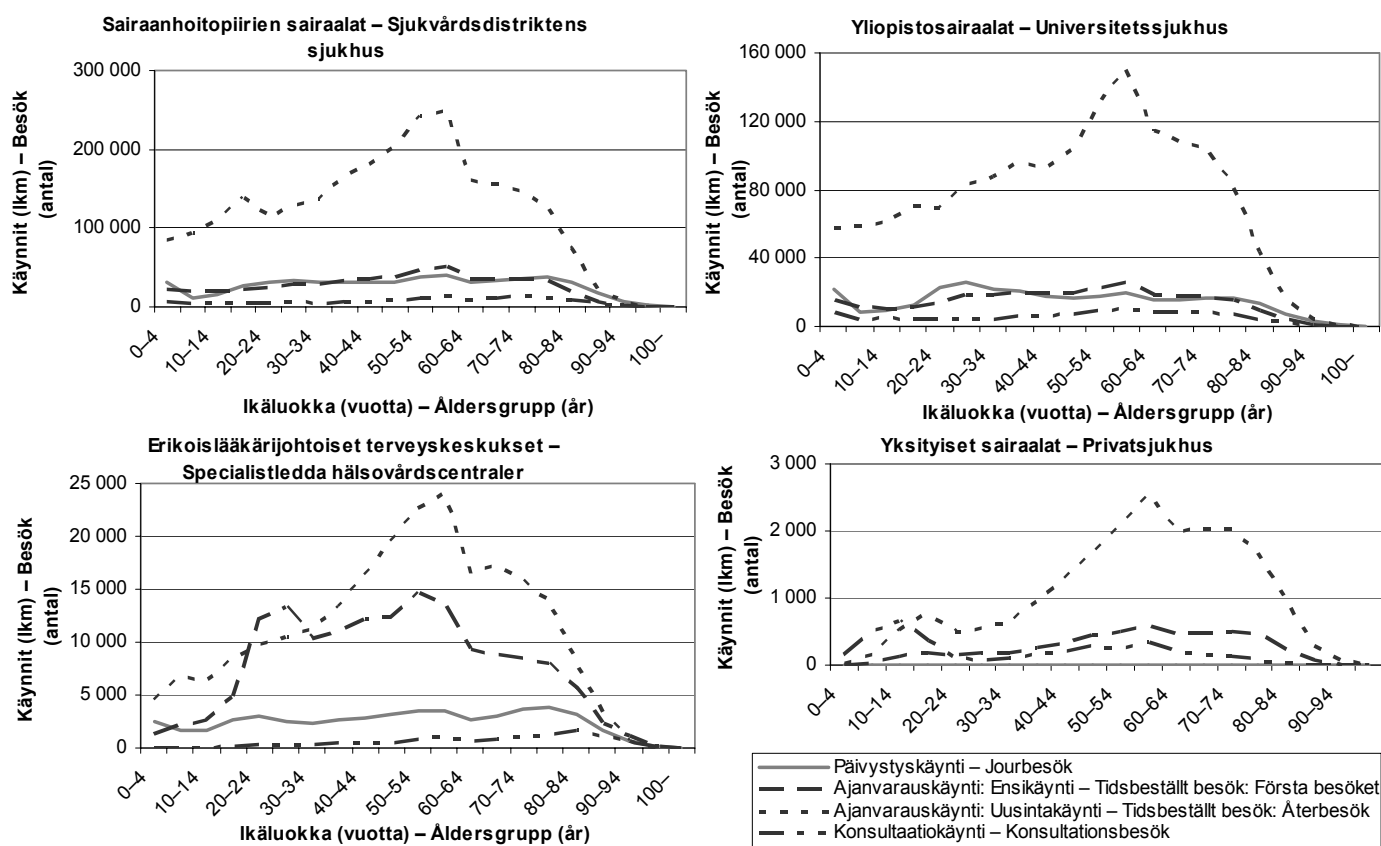 Sairaanhoitopiirien sairaalat – Sjukvårdsdistriktens
sjukhus
Käynnit (lkm) – Besök
(antal)
300 000
200 000
100 000
0
0–4
10–14
20–24
30–34
40–44
50–54
60–64
70–74
80–84
90–94
100–
Ikäluokka (vuotta) – Åldersgrupp (år)
Yliopistosairaalat – Universitetssjukhus
Käynnit (lkm) – Besök
(antal)
160 000
120 000
80 000
40 000
0
0–4
10–14
20–24
30–34
40–44
50–54
60–64
70–74
80–84
90–94
100–
Ikäluokka (vuotta) – Åldersgrupp (år)
Erikoislääkärijohtoiset terveyskeskukset –
Specialistledda hälsovårdscentraler
Käynnit (lkm) – Besök
(antal)
25 000
20 000
15 000
10 000
5 000
0
0–4
10–14
20–24
30–34
40–44
50–54
60–64
70–74
80–84
90–94
100–
Ikäluokka (vuotta) – Åldersgrupp (år)
Yksityiset sairaalat – Privatsjukhus
Käynnit (lkm) – Besök
(antal)
3 000
2 000
1 000
0
0–4
10–14
20–24
30–34
40–44
50–54
60–64
70–74
80–84
90–94
Päivystyskäynti – Jourbesök
Ajanvarauskäynti: Ensikäynti – Tidsbeställt besök: Första besöket
Ajanvarauskäynti: Uusintakäynti – Tidsbeställt besök: Återbesök
Konsultaatiokäynti – Konsultationsbesök